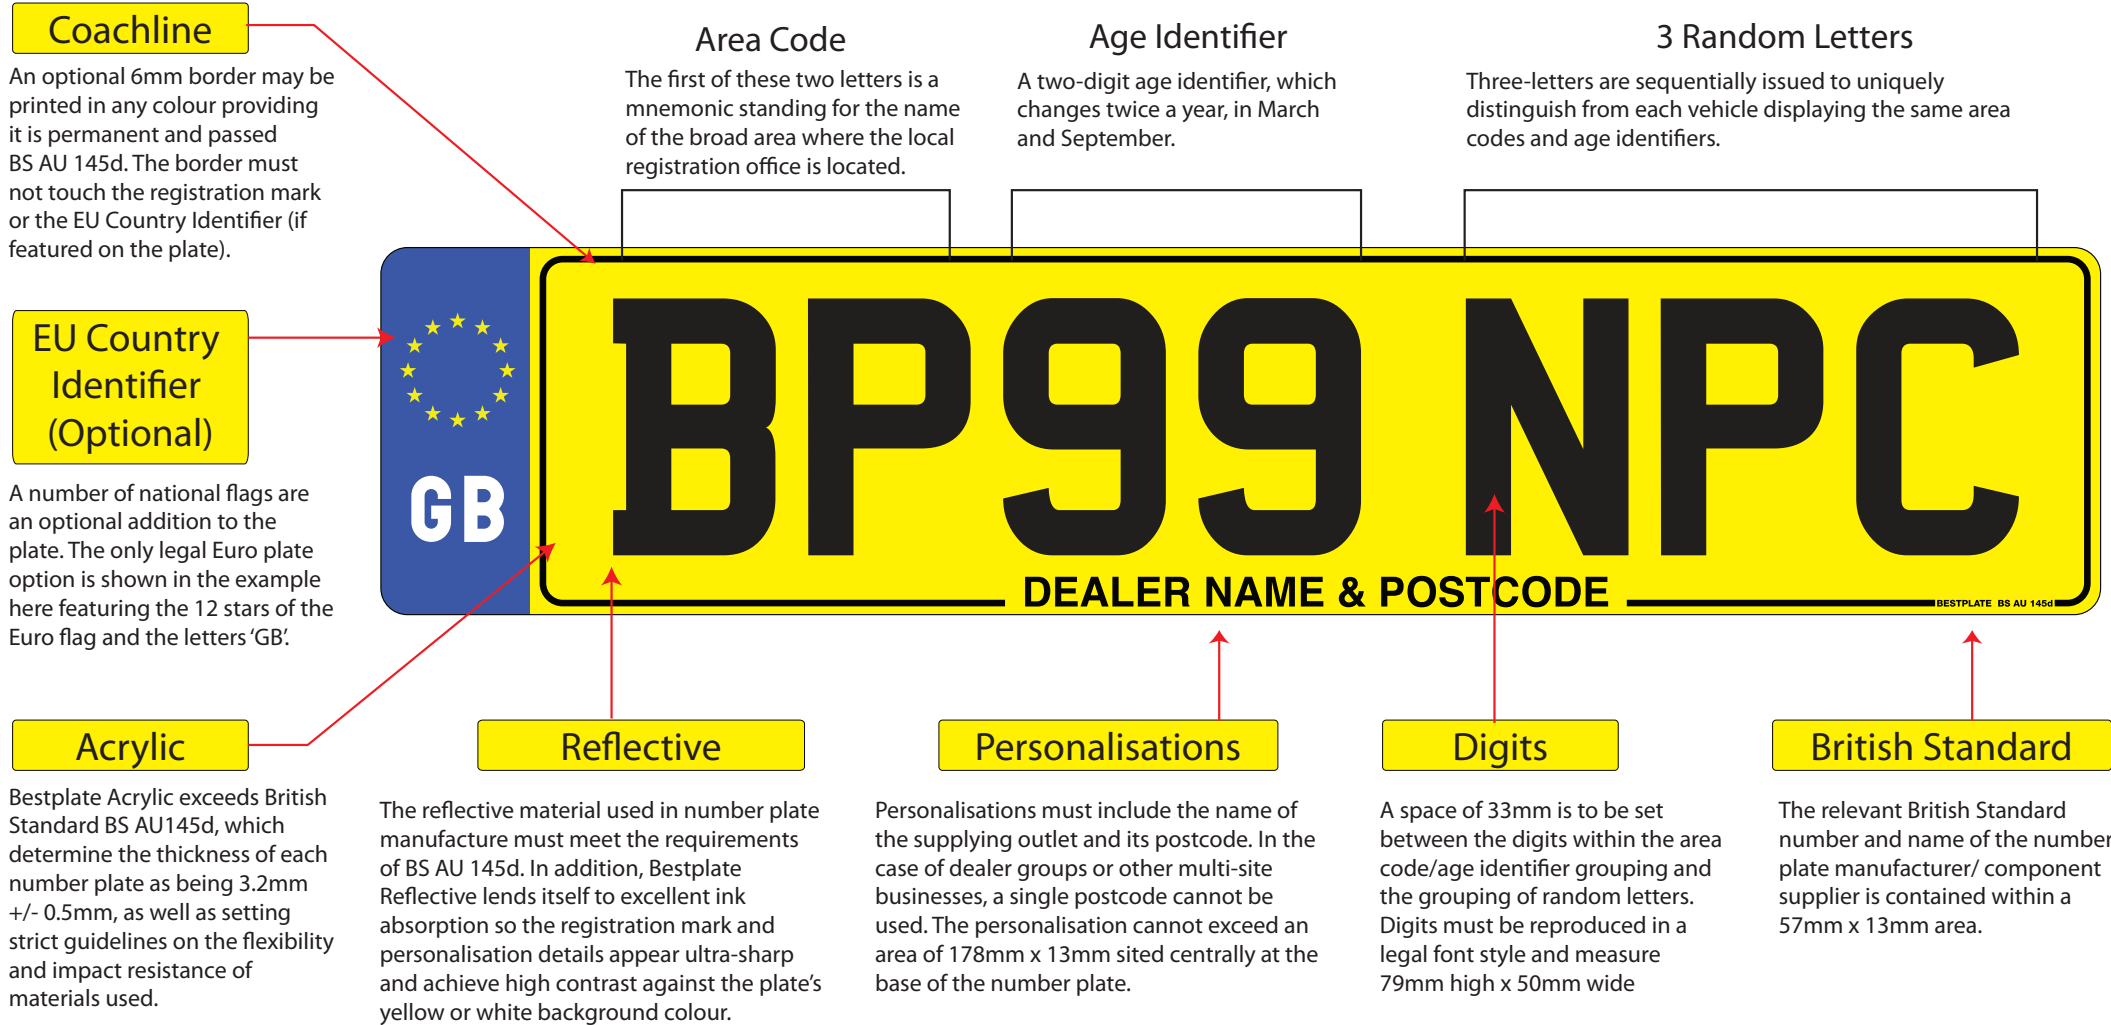 Coachline
An optional 6mm border may be
printed in any colour providing
it is permanent and passed
BS AU 145d. The border must
not touch the registration mark
or the EU Country Identifier (if
featured on the plate).
Area Code
The first of these two letters is a
mnemonic standing for the name
of the broad area where the local
registration office is located.
Age Identifier
A two-digit age identifier, which
changes twice a year, in March
and September.
3 Random Letters
Three-letters are sequentially issued to uniquely
distinguish from each vehicle displaying the same area
codes and age identifiers.
EU Country
Identifier
(Optional)
A number of national flags are
an optional addition to the
plate. The only legal Euro plate
option is shown in the example
here featuring the 12 stars of the
Euro flag and the letters ‘GB’.
GB
BP99 NPC
DEALER NAME & POSTCODE
BESTPLATE BS AU 145d
Acrylic
Bestplate Acrylic exceeds British
Standard BS AU145d, which
determine the thickness of each
number plate as being 3.2mm
+/- 0.5mm, as well as setting
strict guidelines on the flexibility
and impact resistance of
materials used.
Reflective
The reflective material used in number plate
manufacture must meet the requirements
of BS AU 145d. In addition, Bestplate
Reflective lends itself to excellent ink
absorption so the registration mark and
personalisation details appear ultra-sharp
and achieve high contrast against the plate’s
yellow or white background colour.
Personalisations
Personalisations must include the name of
the supplying outlet and its postcode. In the
case of dealer groups or other multi-site
businesses, a single postcode cannot be
used. The personalisation cannot exceed an
area of 178mm x 13mm sited centrally at the
base of the number plate.
Digits
A space of 33mm is to be set
between the digits within the area
code/age identifier grouping and
the grouping of random letters.
Digits must be reproduced in a
legal font style and measure
79mm high x 50mm wide
British Standard
The relevant British Standard
number and name of the number
plate manufacturer/ component
supplier is contained within a
57mm x 13mm area.